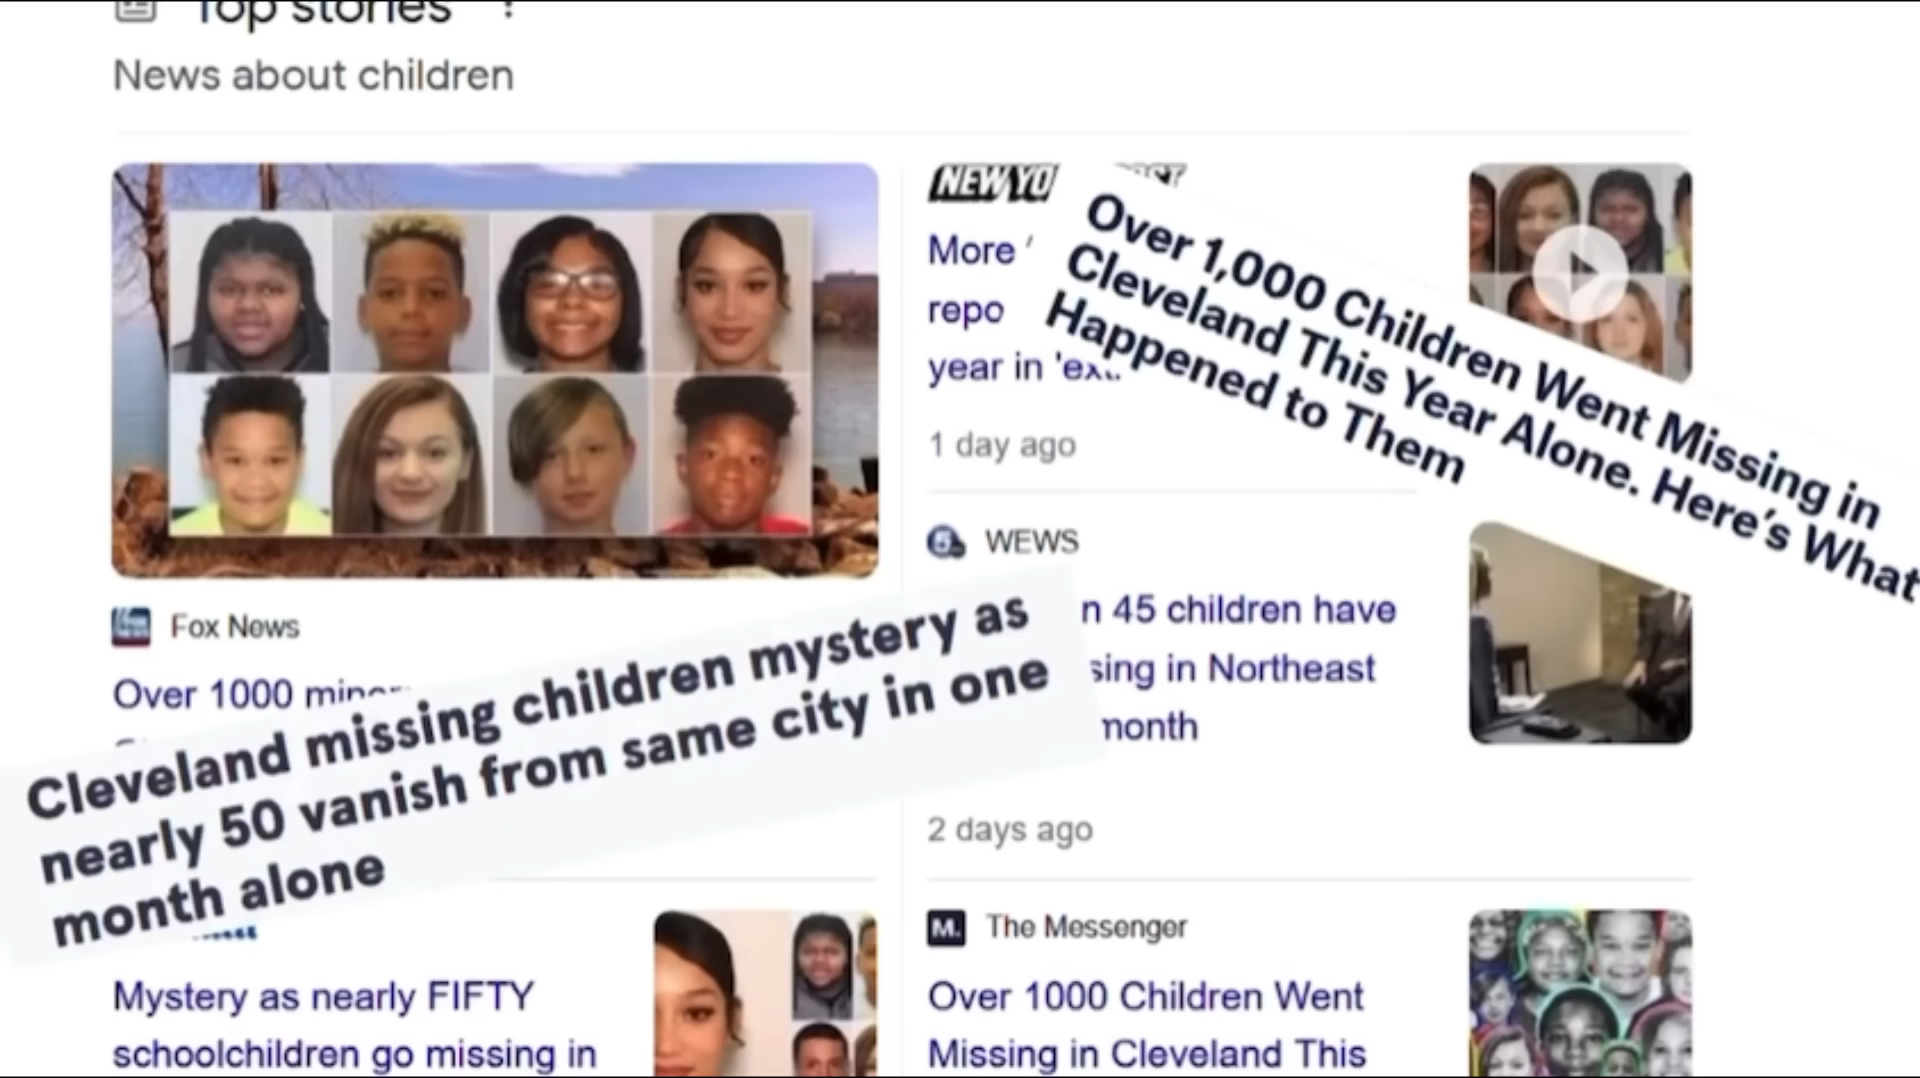 Top stories
News about children
NEW YO ST
More
repo
year in 'ex
1 day ago
Over 1,000 Children Went Missing in
Cleveland This Year Alone. Here's What
Happened to Them
Fox News
Over 1000
WEWS
n 45 children have
sing in Northeast
month
2 days ago
Cleveland missing children mystery as
nearly 50 vanish from same city in one
month alone
Mystery as nearly FIFTY
schoolchildren go missing in
M.
The Messenger
Over 1000 Children Went
Missing in Cleveland This